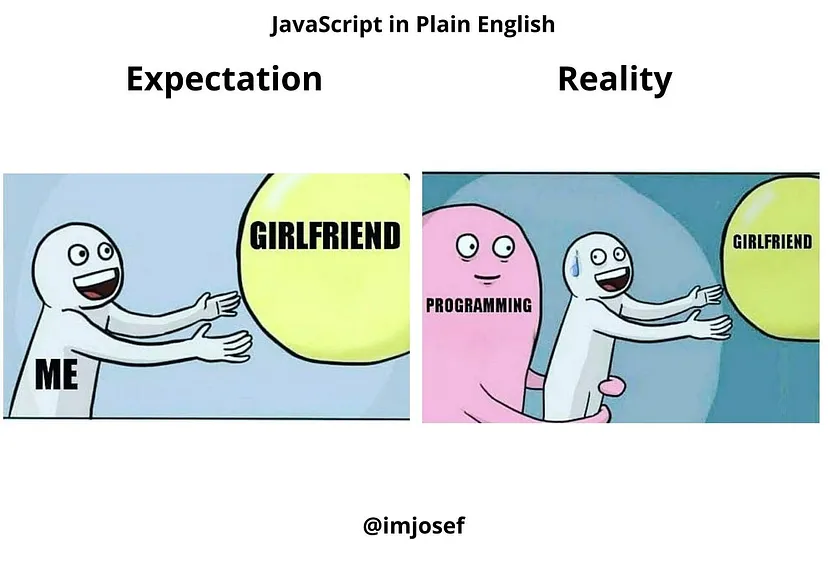 JavaScript in Plain English
Expectation
Reality
GIRLFRIEND
ME
GIRLFRIEND
PROGRAMMING
@imjosef